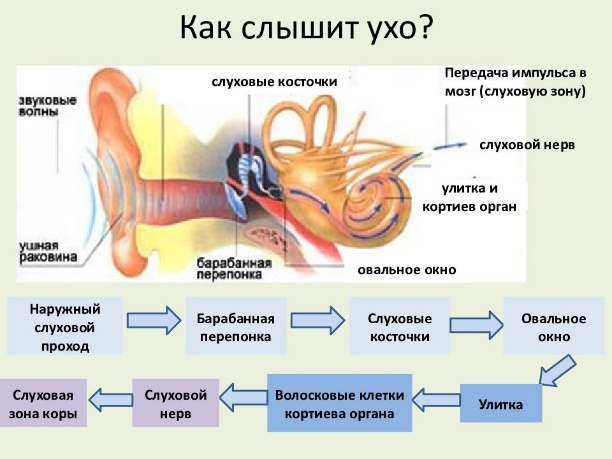 Как слышит ухо?
звуковые
волны
слуховые косточки
Передача импульса в
мозг (слуховую зону)
слуховой нерв
улитка и
кортиев орган
ушная
раковина
барабанная
перепонка
овальное окно
Наружный
слуховой
проход
Барабанная
перепонка
Слуховые
косточки
Овальное
окно
Слуховая
зона коры
Слуховой
нерв
Волосковые клетки
кортиева органа
Улитка